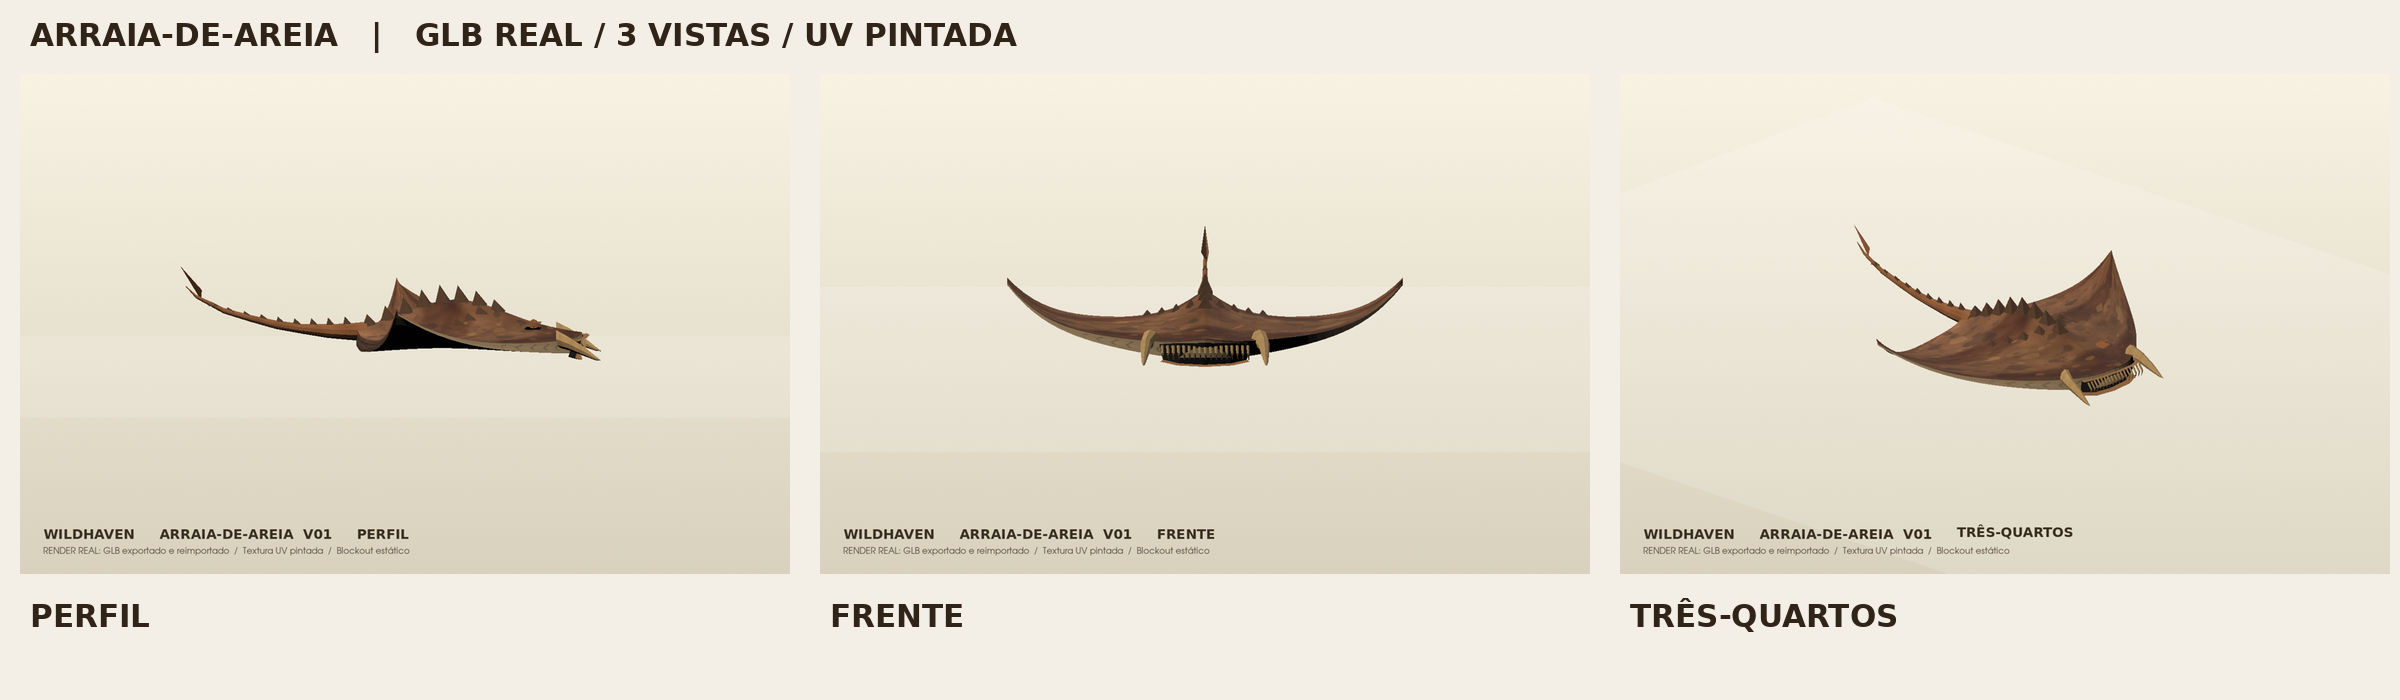 ARRAIA-DE-AREIA | GLB REAL / 3 VISTAS / UV PINTADA
WILDHAVEN ARRAIA-DE-AREIA V01 PERFIL
RENDER REAL: GLB exportado e reimportado / Textura UV pintada / Blockout estático
PERFIL
WILDHAVEN ARRAIA-DE-AREIA V01 FRENTE
RENDER REAL: GLB exportado e reimportado / Textura UV pintada / Blockout estático
FRENTE
WILDHAVEN ARRAIA-DE-AREIA V01 TRÊS-QUARTOS
RENDER REAL: GLB exportado e reimportado / Textura UV pintada / Blockout estático
TRÊS-QUARTOS